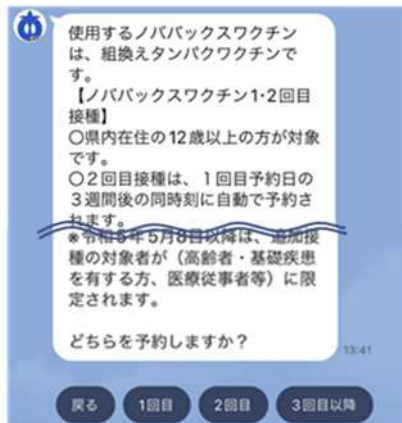 使用するノババックスワクチン
は、組換えタンパクワクチンで
す。
【ノババックスワクチン1・2回目
接種】
〇県内在住の12歳以上の方が対象
です。
〇２回目接種は、１回目予約日の
３週間後の同時刻に自動で予約さ
れます。
※令和５年５月8日以降は、追加接
種の対象者が（高齢者・基礎疾患
を有する方、医療従事者等）に限
定されます。
どちらを予約しますか？
13:41
戻る
1回目
2回目
3回目以降